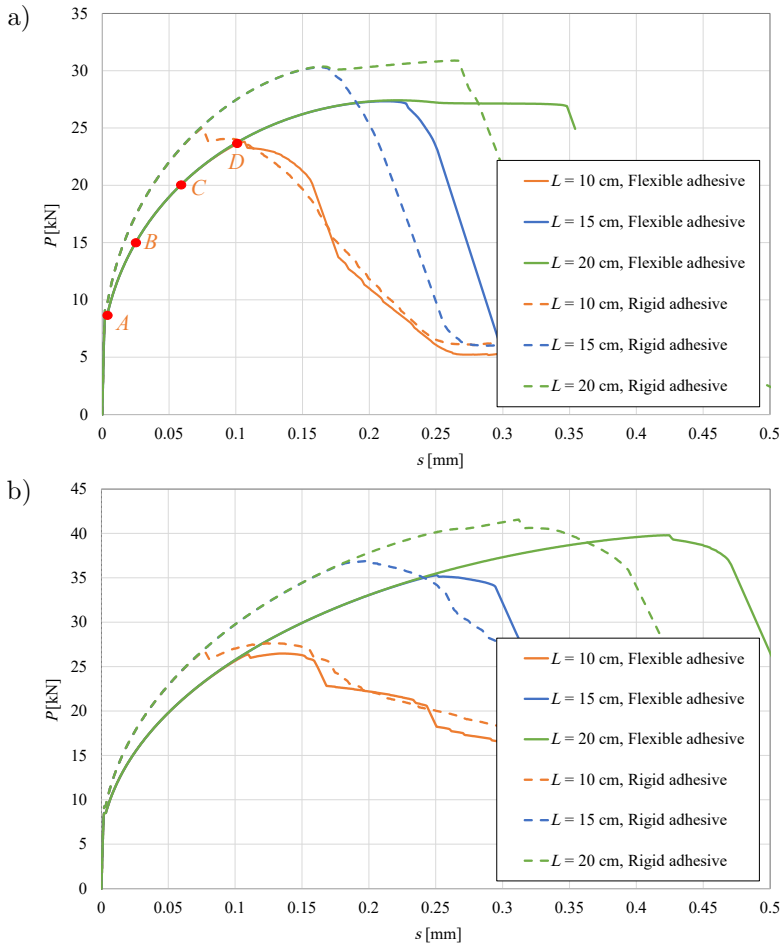 a)
35
30
25
20
15
10
5
0
P [kN]
A
B
C
D
L = 10 cm, Flexible adhesive
L = 15 cm, Flexible adhesive
L = 20 cm, Flexible adhesive
L = 10 cm, Rigid adhesive
L = 15 cm, Rigid adhesive
L = 20 cm, Rigid adhesive
0 0.05 0.1 0.15 0.2 0.25 0.3 0.35 0.4 0.45 0.5
s [mm]
b)
45
40
35
30
25
20
15
10
5
0
P [kN]
L = 10 cm, Flexible adhesive
L = 15 cm, Flexible adhesive
L = 20 cm, Flexible adhesive
L = 10 cm, Rigid adhesive
L = 15 cm, Rigid adhesive
L = 20 cm, Rigid adhesive
0 0.05 0.1 0.15 0.2 0.25 0.3 0.35 0.4 0.45 0.5
s [mm]